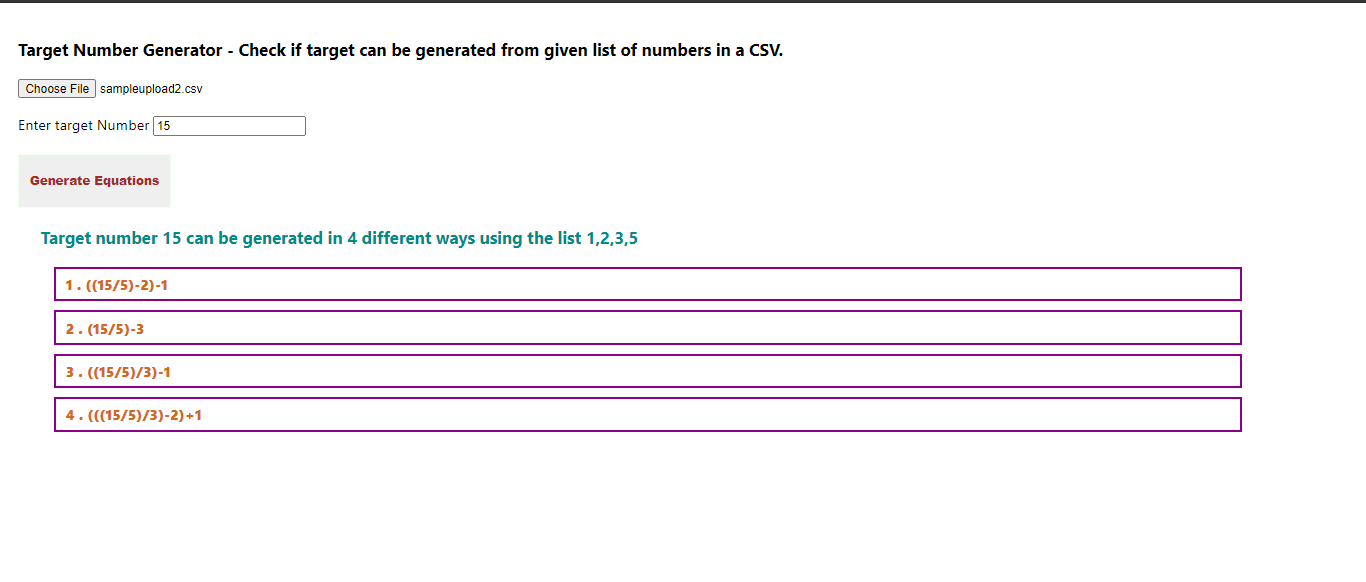 Target Number Generator - Check if target can be generated from given list of numbers in a CSV.
Choose File sampleupload2.csv
Enter target Number 15
Generate Equations
Target number 15 can be generated in 4 different ways using the list 1,2,3,5
1 . ((15/5)-2)-1
2 . (15/5)-3
3 . ((15/5)/3)-1
4 . (((15/5)/3)-2)+1